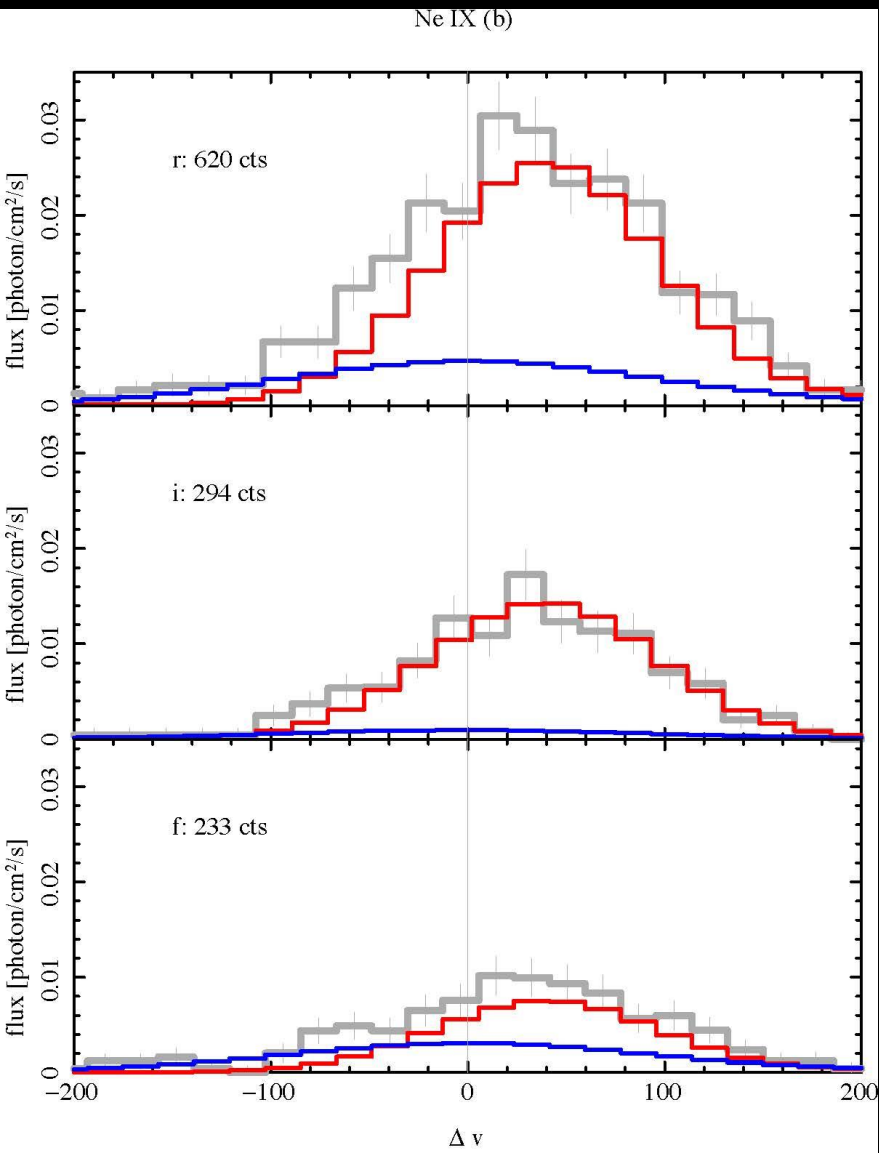 Ne IX (b)
r: 620 cts
0.03
0.02
0.01
0
flux [photon/cm²/s]
i: 294 cts
0.03
0.02
0.01
0
flux [photon/cm²/s]
f: 233 cts
0.03
0.02
0.01
0
flux [photon/cm²/s]
−200 −100 0 100 200
Δ v